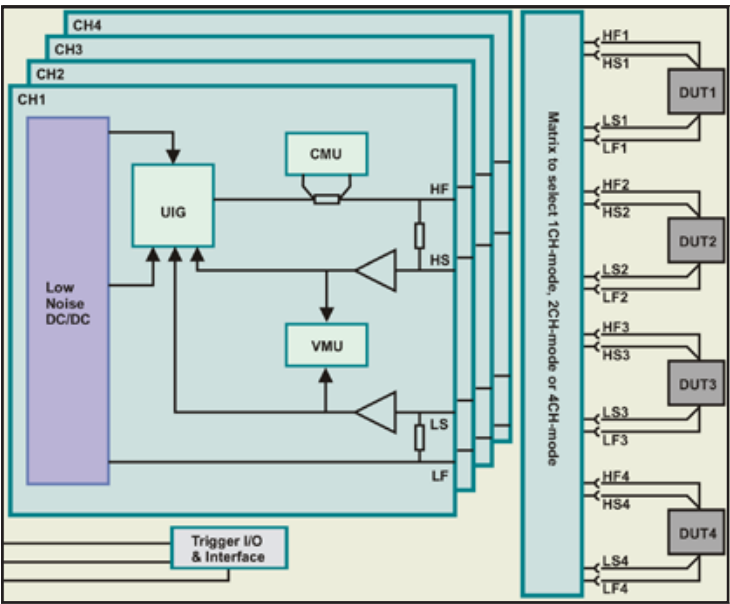 CH4
CH3
CH2
CH1
Low
Noise
DC/DC
UIG
CMU
VMU
HF
HS
LS
LF
Trigger I/O
& Interface
Matrix to select 1CH-mode, 2CH-mode or 4CH-mode
HF1
HS1
DUT1
LS1
LF1
HF2
HS2
DUT2
LS2
LF2
HF3
HS3
DUT3
LS3
LF3
HF4
HS4
DUT4
LS4
LF4